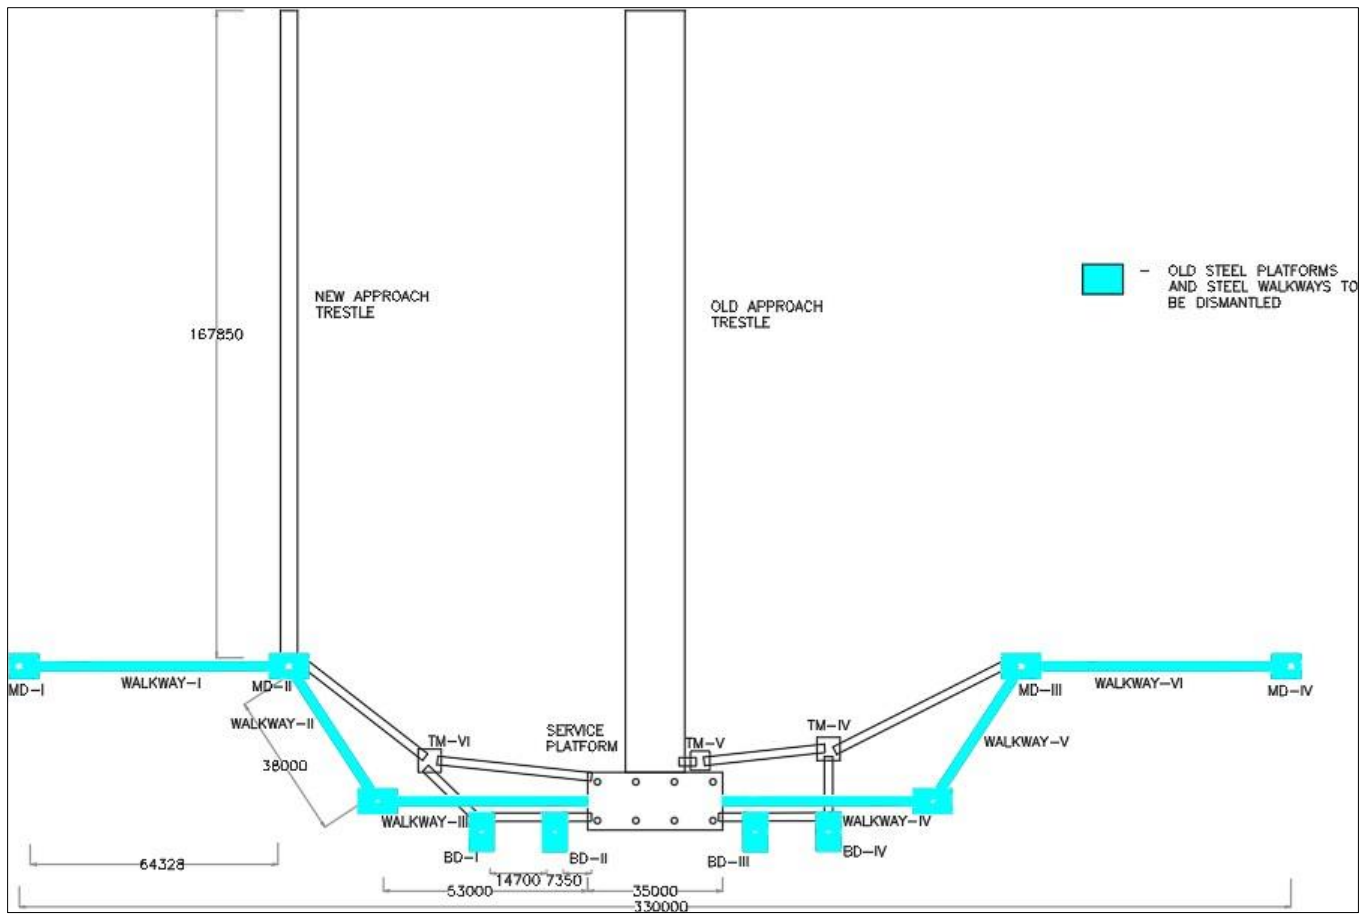 OLD STEEL PLATFORMS
AND STEEL WALKWAYS TO
BE DISMANTLED
-
NEW APPROACH
TRESTLE
OLD APPROACH
TRESTLE
167850
MD-I
WALKWAY-I
MD-II
MD-III
WALKWAY-VI
MD-IV
WALKWAY-II
SERVICE
PLATFORM
TM-VI
TM-V
TM-IV
WALKWAY-V
38000
WALKWAY-III
WALKWAY-IV
BD-I
BD-II
BD-III
BD-IV
64328
14700
7350
53000
35000
330000